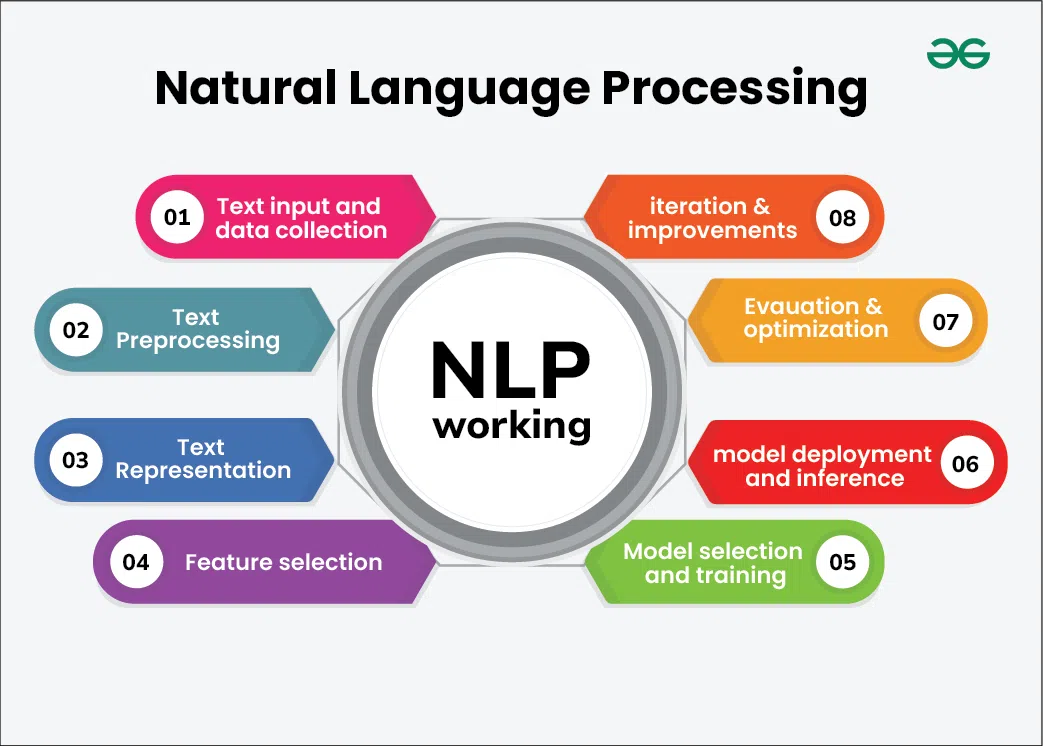 Natural Language Processing
01
Text input and
data collection
02
Text
Preprocessing
03
Text
Representation
04
Feature selection
NLP
working
05
Model selection
and training
06
model deployment
and inference
07
Evauation &
optimization
08
iteration &
improvements